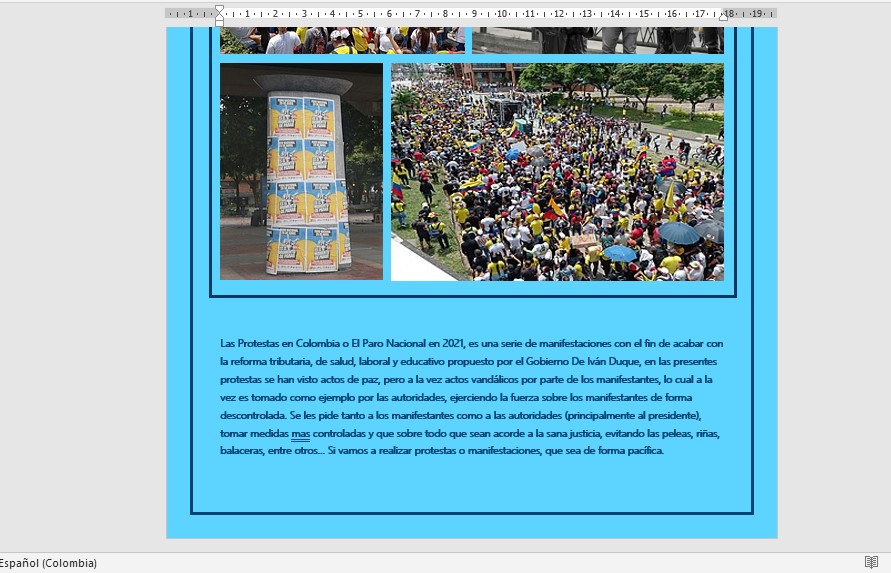 1 1 2 3 4 5 6 7 8 9 10 11 12 13 14 15 16 17 18 19
Las Protestas en Colombia o El Paro Nacional en 2021, es una serie de manifestaciones con el fin de acabar con
la reforma tributaria, de salud, laboral y educativo propuesto por el Gobierno De Iván Duque, en las presentes
protestas se han visto actos de paz, pero a la vez actos vandálicos por parte de los manifestantes, lo cual a la
vez es tomado como ejemplo por las autoridades, ejerciendo la fuerza sobre los manifestantes de forma
descontrolada. Se les pide tanto a los manifestantes como a las autoridades (principalmente al presidente),
tomar medidas mas controladas y que sobre todo que sean acorde a la sana justicia, evitando las peleas, riñas,
balaceras, entre otros... Si vamos a realizar protestas o manifestaciones, que sea de forma pacífica.
Español (Colombia)